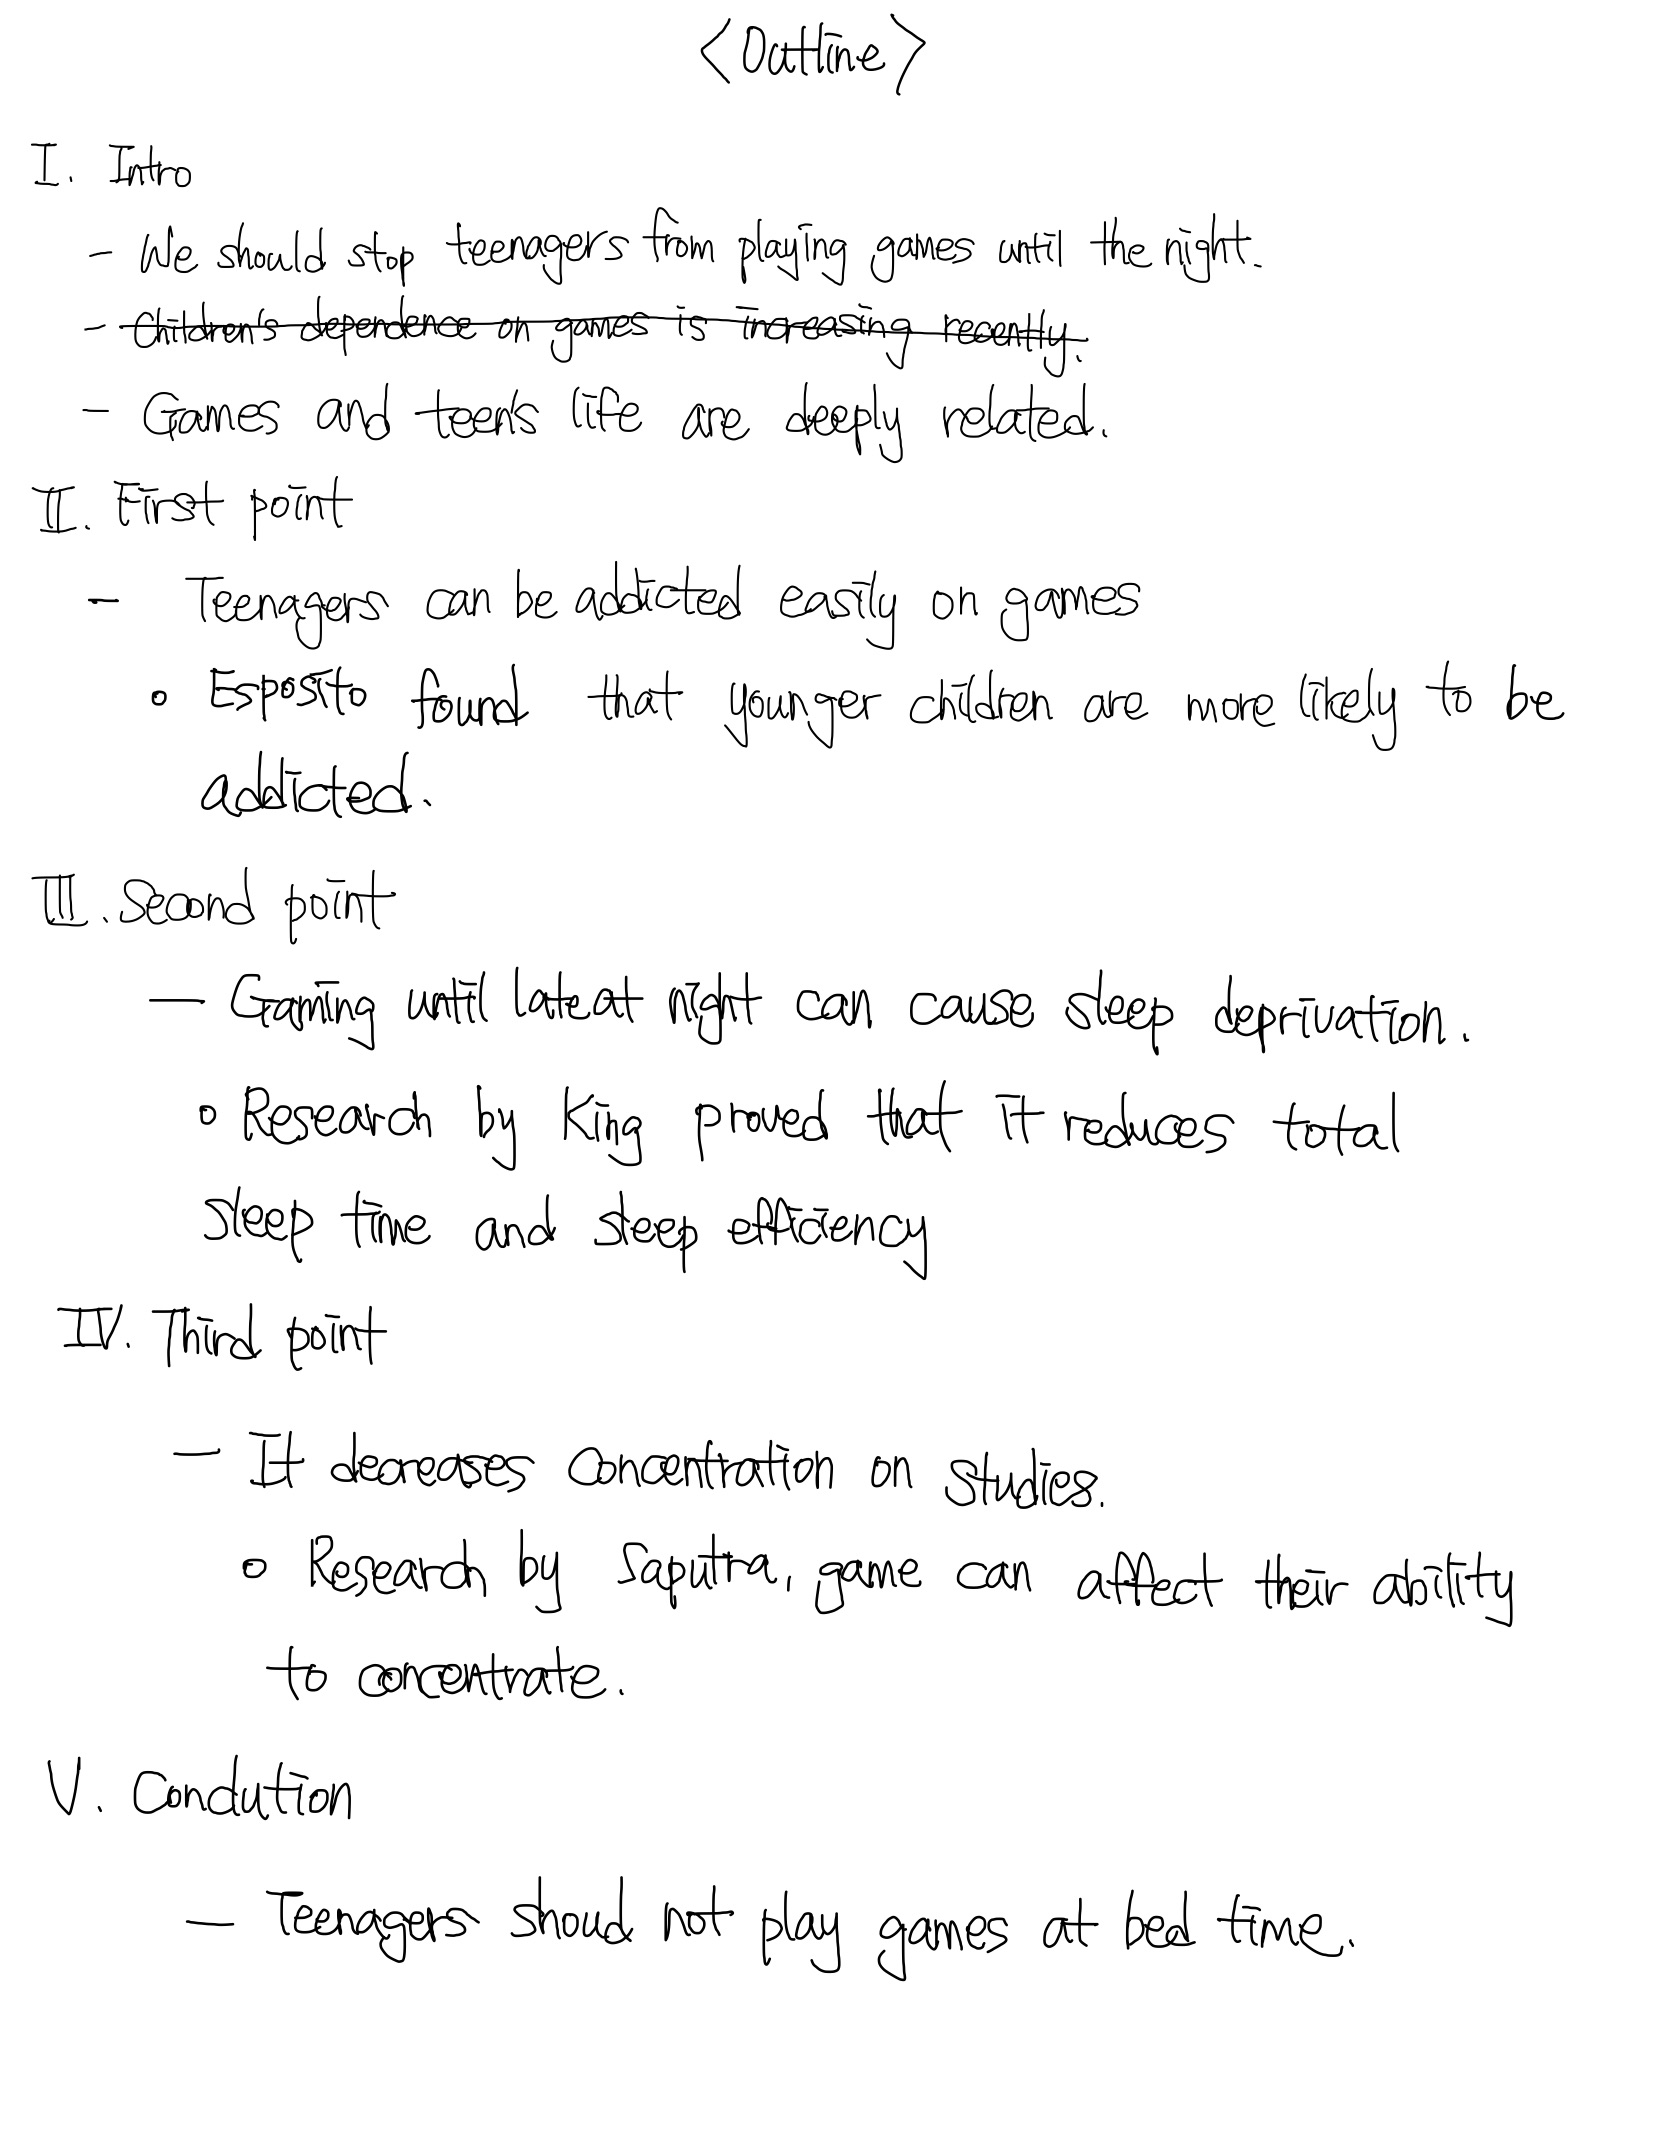 <Outline>
I. Intro
- We should stop teenagers from playing games until the night.
- Children's dependence on games is increasing recently.
- Games and teen's life are deeply related.
II. First point
- Teenagers can be addicted easily on games
∘ Esposito found that younger children are more likely to be
addicted.
III. Second point
- Gaming until late at night can cause sleep deprivation.
∘ Research by King proved that it reduces total
sleep time and sleep efficiency
IV. Third point
- It decreases concentration on studies.
∘ Research by Saputra, game can affect their ability
to concentrate.
V. Conclution
- Teenagers shoud not play games at bed time.